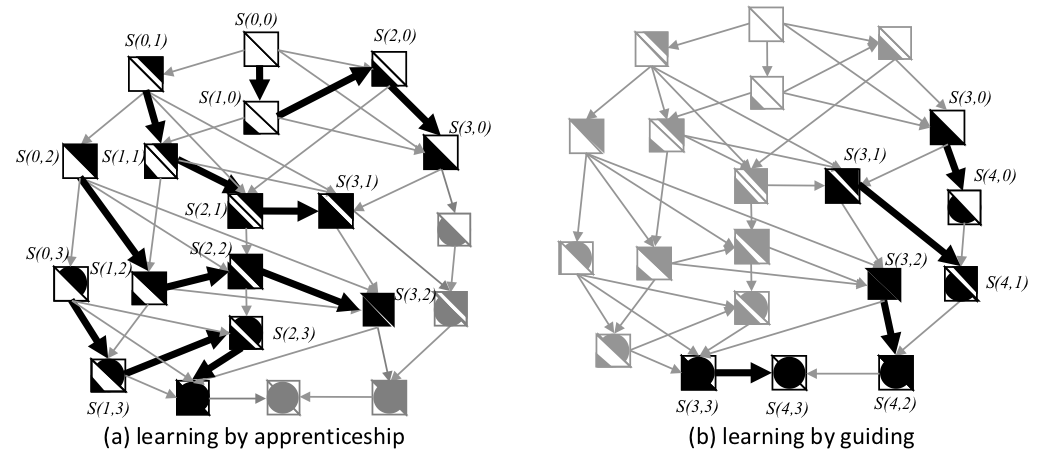 S(0,0)
S(0,1)
S(2,0)
S(1,0)
S(3,0)
S(0,2)
S(1,1)
S(3,1)
S(2,1)
S(2,2)
S(0,3)
S(1,2)
S(3,2)
S(2,3)
S(1,3)
(a) learning by apprenticeship
S(3,0)
S(3,1)
S(4,0)
S(3,2)
S(4,1)
S(3,3)
S(4,3)
S(4,2)
(b) learning by guiding